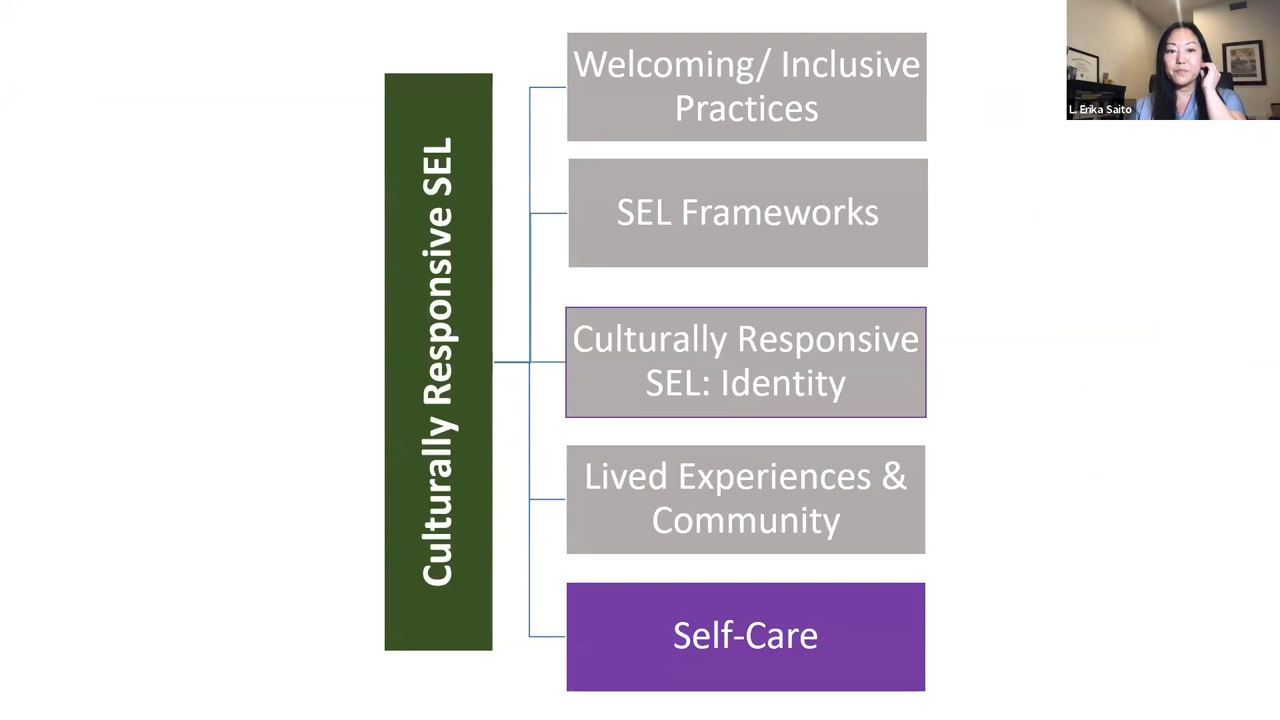 Culturally Responsive SEL
Welcoming/ Inclusive
Practices
SEL Frameworks
Culturally Responsive
SEL: Identity
Lived Experiences &
Community
Self-Care
L. Erika Saito